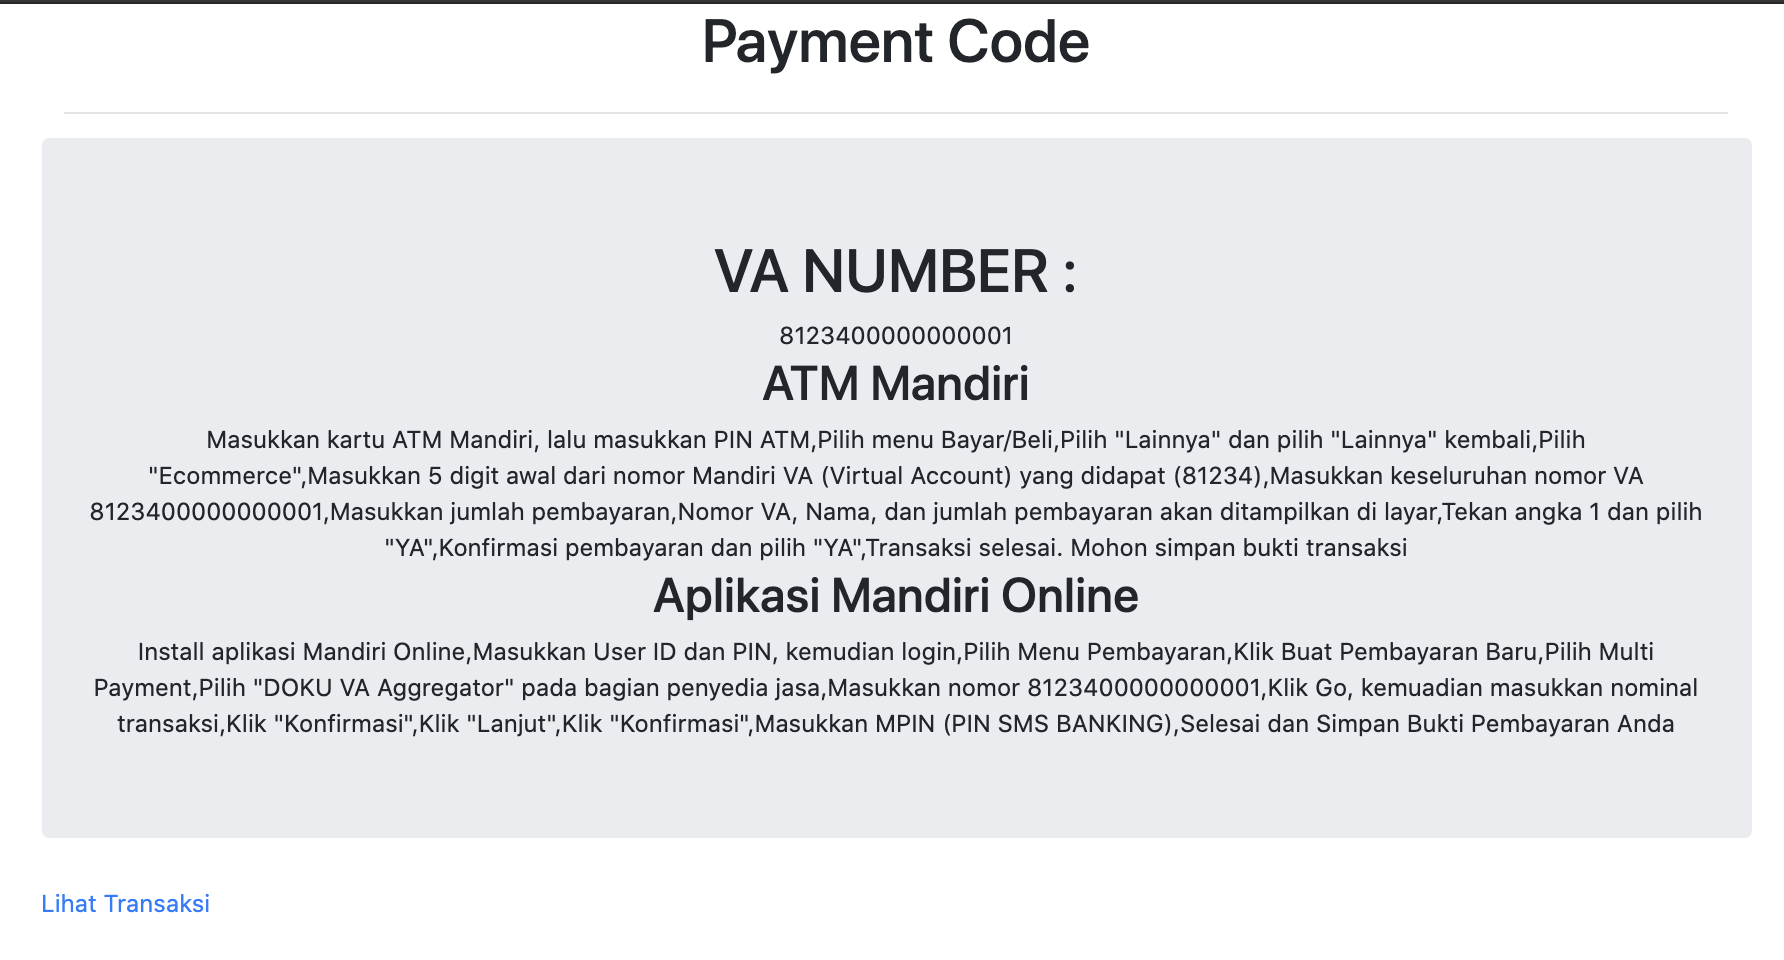 Payment Code
VA NUMBER :
8123400000000001
ATM Mandiri
Masukkan kartu ATM Mandiri, lalu masukkan PIN ATM,Pilih menu Bayar/Beli,Pilih "Lainnya" dan pilih "Lainnya" kembali,Pilih
"Ecommerce",Masukkan 5 digit awal dari nomor Mandiri VA (Virtual Account) yang didapat (81234),Masukkan keseluruhan nomor VA
8123400000000001,Masukkan jumlah pembayaran,Nomor VA, Nama, dan jumlah pembayaran akan ditampilkan di layar,Tekan angka 1 dan pilih
"YA",Konfirmasi pembayaran dan pilih "YA",Transaksi selesai. Mohon simpan bukti transaksi
Aplikasi Mandiri Online
Install aplikasi Mandiri Online,Masukkan User ID dan PIN, kemudian login,Pilih Menu Pembayaran,Klik Buat Pembayaran Baru,Pilih Multi
Payment,Pilih "DOKU VA Aggregator" pada bagian penyedia jasa,Masukkan nomor 8123400000000001,Klik Go, kemuadian masukkan nominal
transaksi,Klik "Konfirmasi",Klik "Lanjut",Klik "Konfirmasi",Masukkan MPIN (PIN SMS BANKING),Selesai dan Simpan Bukti Pembayaran Anda
Lihat Transaksi